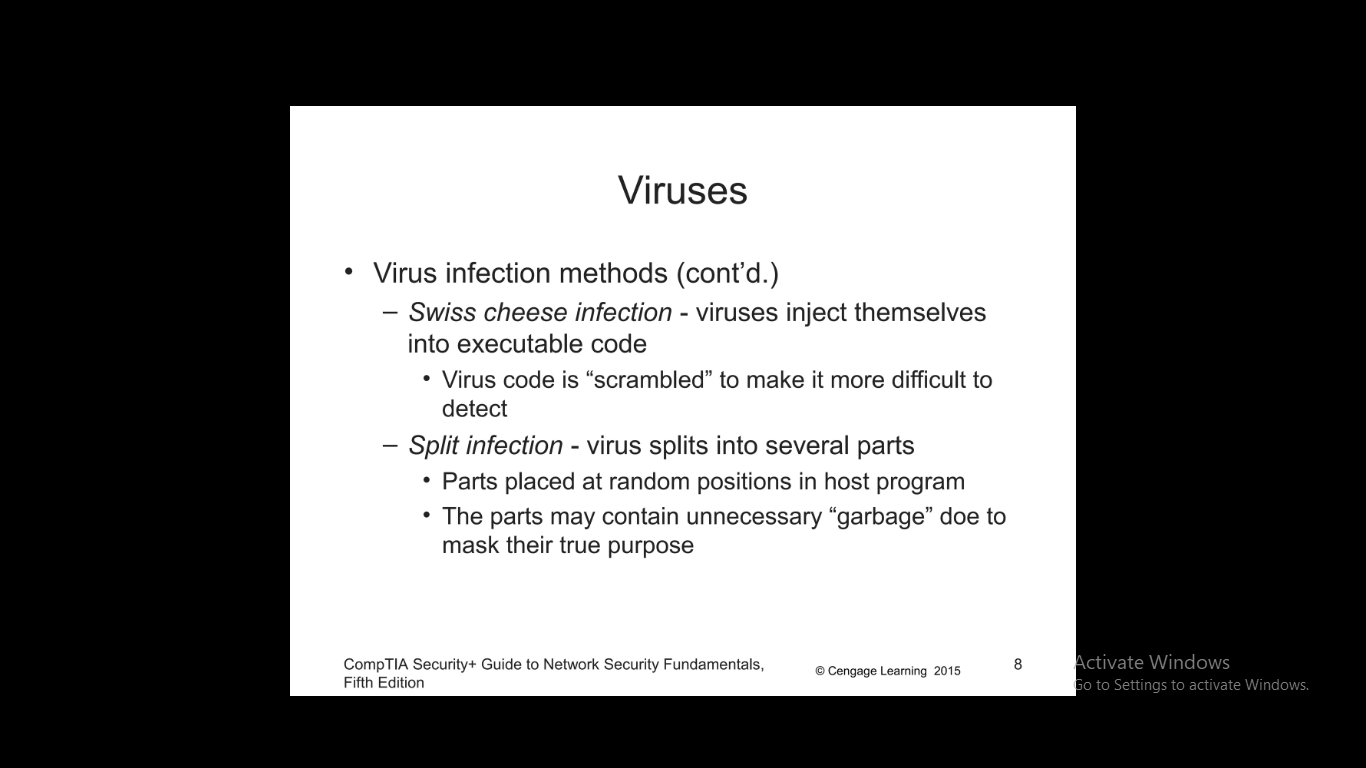 Viruses
• Virus infection methods (cont’d.)
– Swiss cheese infection - viruses inject themselves
into executable code
• Virus code is “scrambled” to make it more difficult to
detect
– Split infection - virus splits into several parts
• Parts placed at random positions in host program
• The parts may contain unnecessary “garbage” doe to
mask their true purpose
CompTIA Security+ Guide to Network Security Fundamentals,
Fifth Edition
© Cengage Learning 2015
8
Activate Windows
Go to Settings to activate Windows.